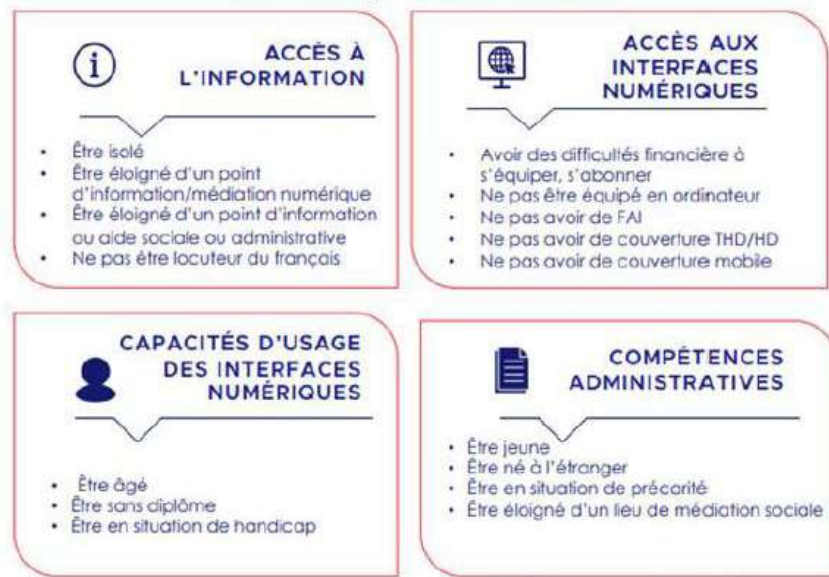 ACCÈS À
L'INFORMATION
• Être isolé
• Être éloigné d'un point
d'information/médiation numérique
• Être éloigné d'un point d'information
ou aide sociale ou administrative
• Ne pas être locuteur du français
ACCÈS AUX
INTERFACES
NUMÉRIQUES
• Avoir des difficultés financière à
s'équiper, s'abonner
• Ne pas être équipé en ordinateur
• Ne pas avoir de FAI
• Ne pas avoir de couverture THD/HD
• Ne pas avoir de couverture mobile
CAPACITÉS D'USAGE
DES INTERFACES
NUMÉRIQUES
• Être âgé
• Être sans diplôme
• Être en situation de handicap
COMPÉTENCES
ADMINISTRATIVES
• Être jeune
• Être né à l'étranger
• Être en situation de précarité
• Être éloigné d'un lieu de médiation sociale